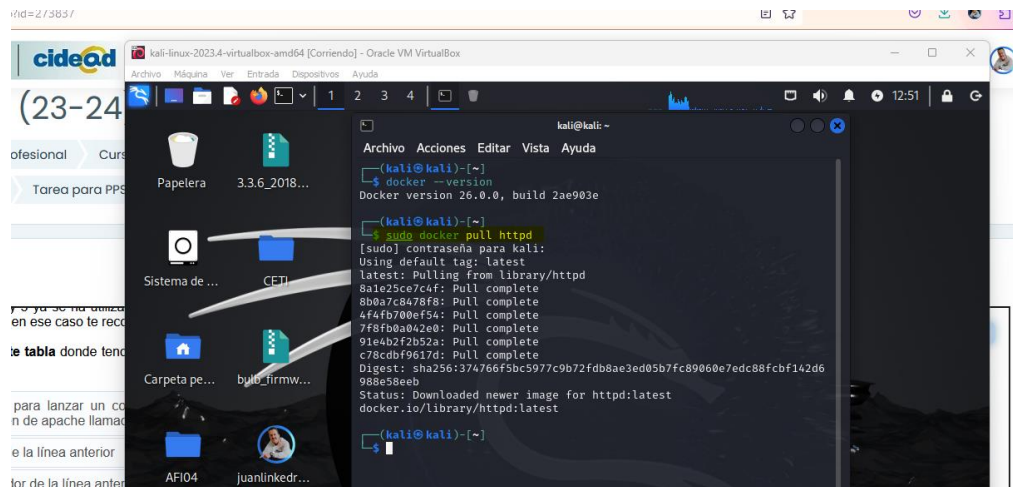 ?id=273837
cidead
(23-24
ofesional Curs
Tarea para PPS
en ese caso te reco
te tabla donde tenc
para lanzar un co
n de apache llamac
e la línea anterior
dor de la línea anter
kali-linux-2023.4-virtualbox-amd64 [Corriendo] - Oracle VM VirtualBox
Archivo Máquina Ver Entrada Dispositivos Ayuda
1 2 3 4
12:51
Papelera
3.3.6_2018...
Sistema de ...
CETI
Carpeta pe...
bulb_firmw...
AFI04
juanlinkedr...
kali@kali: ~
Archivo Acciones Editar Vista Ayuda
(kali㉿kali)-[~]
$ docker --version
Docker version 26.0.0, build 2ae903e
(kali㉿kali)-[~]
$ sudo docker pull httpd
[sudo] contraseña para kali:
Using default tag: latest
latest: Pulling from library/httpd
8a1e25ce7c4f: Pull complete
8b0a7c8478f8: Pull complete
4f4fb700ef54: Pull complete
7f8fb0a042e0: Pull complete
91e4b2f2b52a: Pull complete
c78cdbf9617d: Pull complete
Digest: sha256:374766f5bc5977c9b72fdb8ae3ed05b7fc89060e7edc88fcbf142d6
988e58eeb
Status: Downloaded newer image for httpd:latest
docker.io/library/httpd:latest
(kali㉿kali)-[~]
$